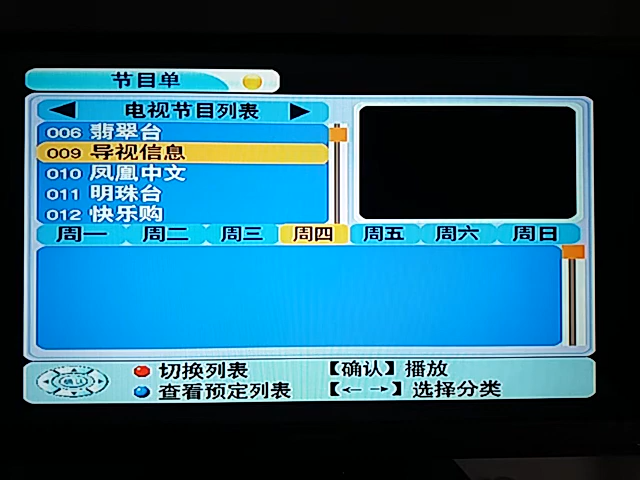 节目单
电视节目列表
006 翡翠台
009 导视信息
010 凤凰中文
011 明珠台
012 快乐购
周一 周二 周三 周四 周五 周六 周日
切换列表 【确认】播放
查看预定列表 【←→】选择分类
确认